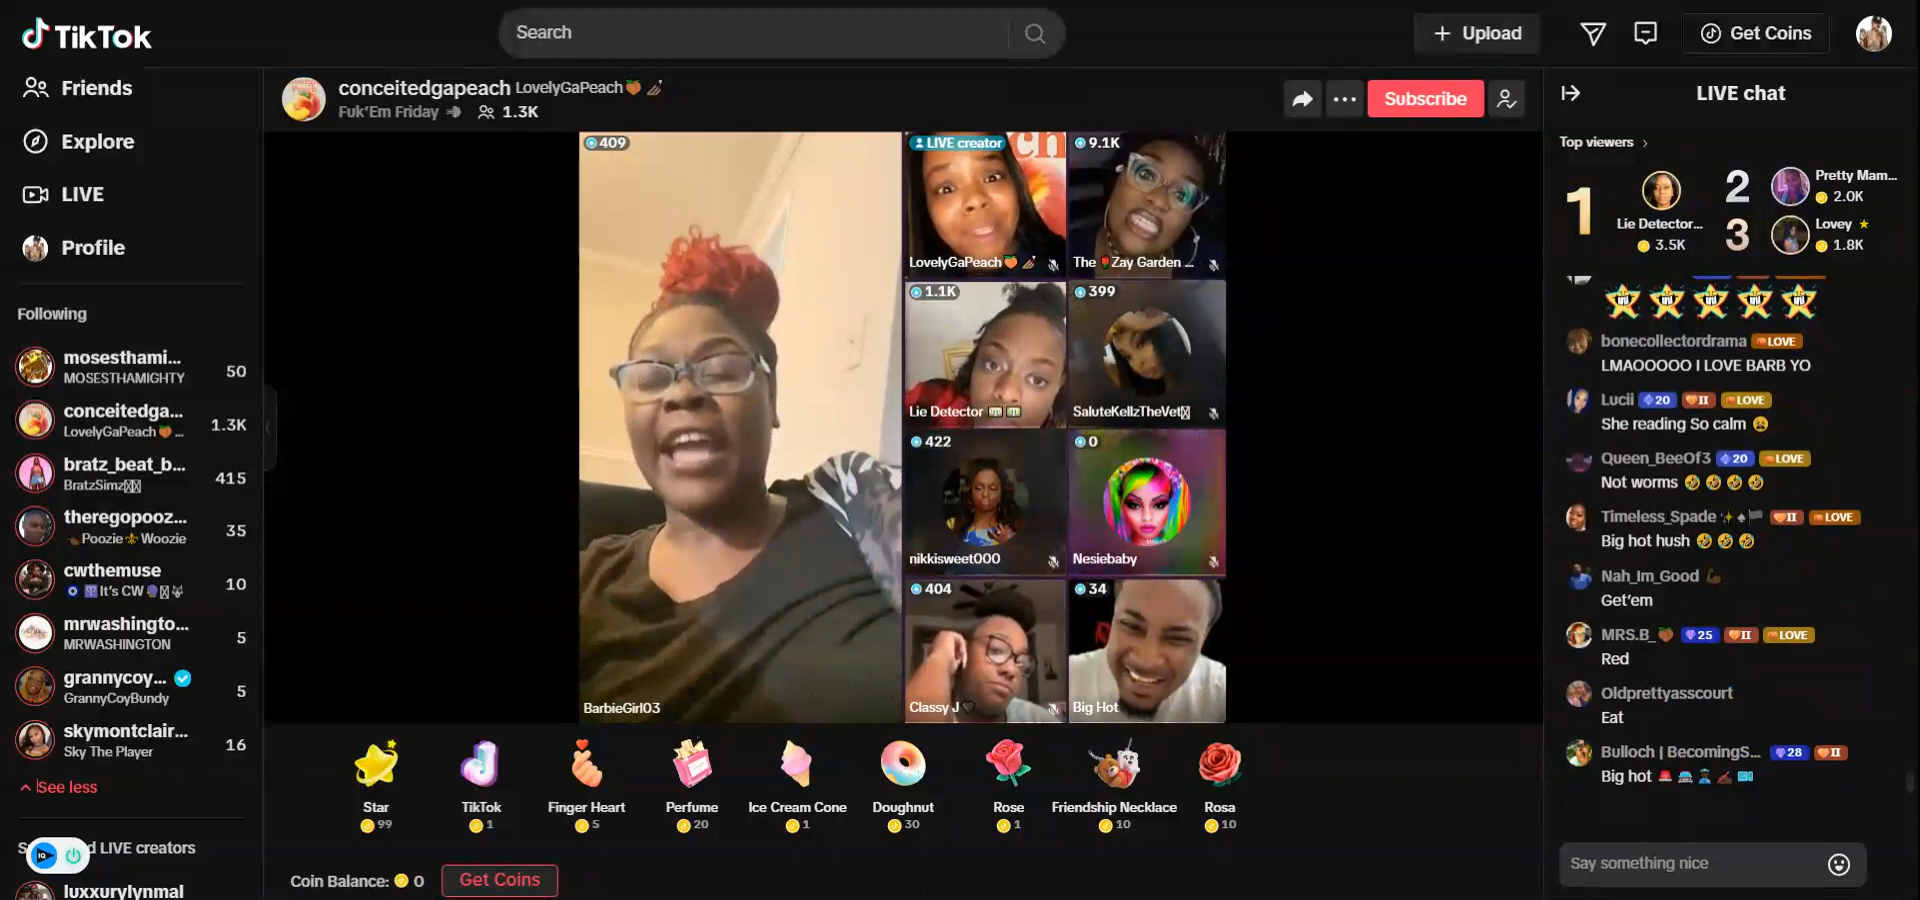 TikTok
Search
Upload
Get Coins
Friends
Explore
LIVE
Profile
Following
mosesthami...
MOSESTHAMIGHTY
50
conceitedga...
LovelyGaPeach🍑 ...
1.3K
bratz_beat_b...
BratzSimz
415
theregopooz...
Poozie⚜Woozie
35
cwthemuse
It's CW
10
mrwashingto...
MRWASHINGTON
5
grannycoy...
GrannyCoyBundy
5
skymontclair...
Sky The Player
16
See less
d LIVE creators
luxxurylynmal
conceitedgapeach LovelyGaPeach🍑💅🏾
Fuk'Em Friday 1.3K
Subscribe
409
BarbieGirl03
LIVE creator
LovelyGaPeach🍑💅🏾
9.1K
The🌹Zay Garden ...
1.1K
Lie Detector
399
SaluteKellzTheVet
422
nikkisweet000
0
Nesiebaby
404
Classy J🖤
34
Big Hot
Star
99
TikTok
1
Finger Heart
5
Perfume
20
Ice Cream Cone
1
Doughnut
30
Rose
1
Friendship Necklace
10
Rosa
10
Coin Balance: 0
Get Coins
LIVE chat
Top viewers
1
Lie Detector...
3.5K
2
Pretty Mam...
2.0K
3
Lovey ⭐
1.8K
bonecollectordrama LOVE
LMAOOOOO I LOVE BARB YO
Lucii 20 II LOVE
She reading So calm 😫
Queen_BeeOf3 20 LOVE
Not worms 🤣🤣🤣🤣
Timeless_Spade✨♠🏴 II LOVE
Big hot hush 🤣🤣🤣
Nah_Im_Good 💪🏿
Get'em
MRS.B_🍑 25 II LOVE
Red
Oldprettyasscourt
Eat
Bulloch | BecomingS... 28 II
Big hot 🚨🚔👮🏾✍🏾
Say something nice